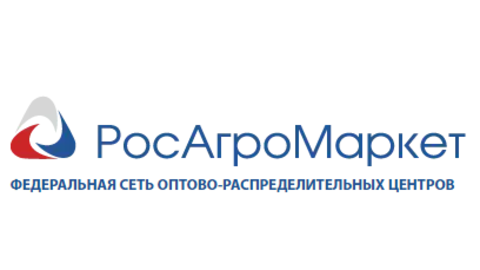 РосАгроМаркет
ФЕДЕРАЛЬНАЯ СЕТЬ ОПТОВО-РАСПРЕДЕЛИТЕЛЬНЫХ ЦЕНТРОВ